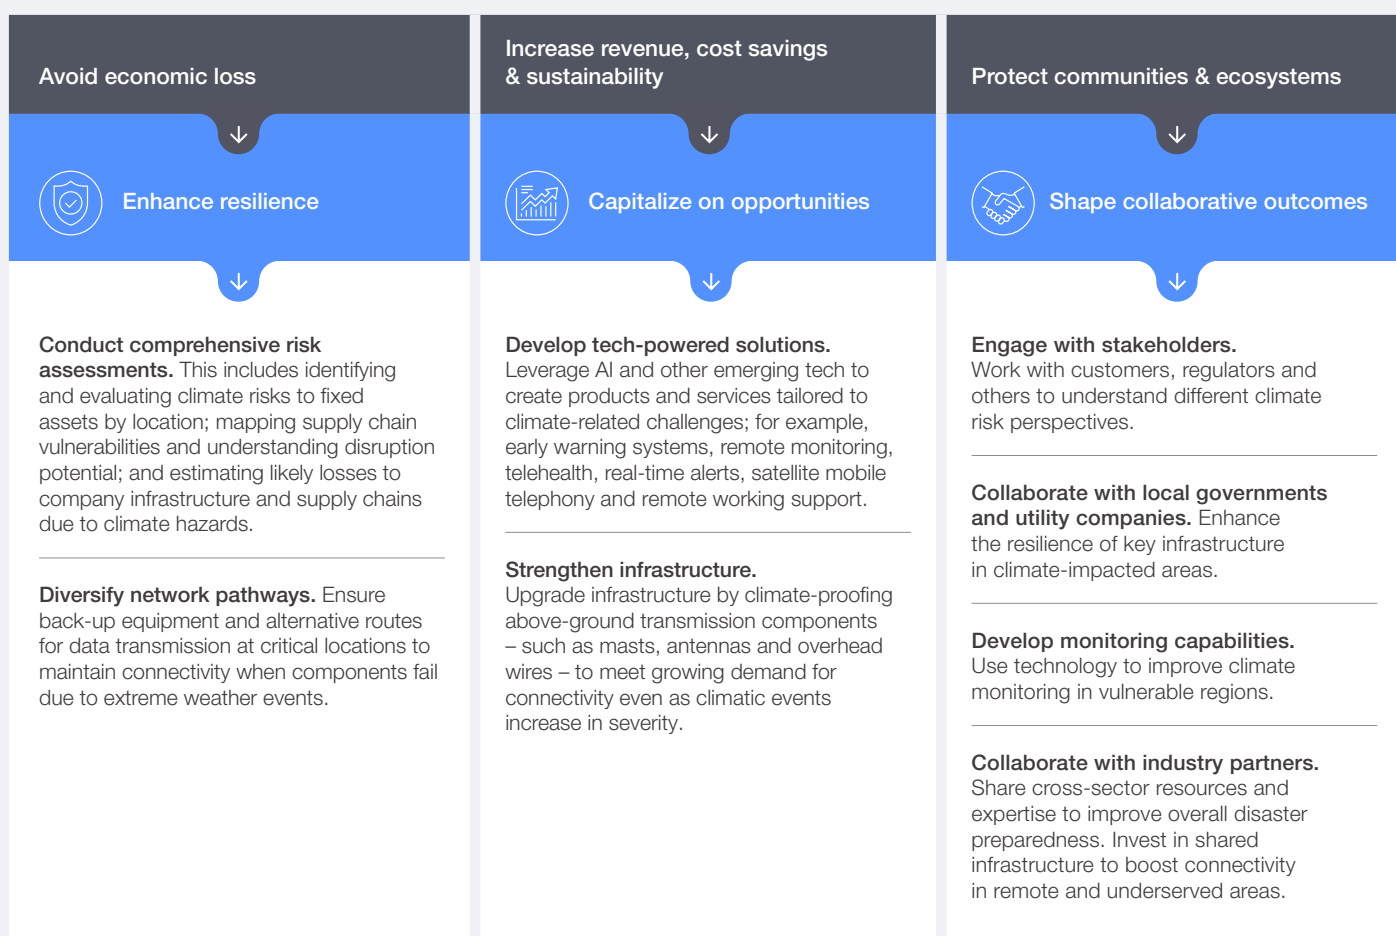 Avoid economic loss
Enhance resilience
Conduct comprehensive risk
assessments. This includes identifying
and evaluating climate risks to fixed
assets by location; mapping supply chain
vulnerabilities and understanding disruption
potential; and estimating likely losses to
company infrastructure and supply chains
due to climate hazards.
Diversify network pathways. Ensure
back-up equipment and alternative routes
for data transmission at critical locations to
maintain connectivity when components fail
due to extreme weather events.
Increase revenue, cost savings
& sustainability
Capitalize on opportunities
Develop tech-powered solutions.
Leverage AI and other emerging tech to
create products and services tailored to
climate-related challenges; for example,
early warning systems, remote monitoring,
telehealth, real-time alerts, satellite mobile
telephony and remote working support.
Strengthen infrastructure.
Upgrade infrastructure by climate-proofing
above-ground transmission components
– such as masts, antennas and overhead
wires – to meet growing demand for
connectivity even as climatic events
increase in severity.
Protect communities & ecosystems
Shape collaborative outcomes
Engage with stakeholders.
Work with customers, regulators and
others to understand different climate
risk perspectives.
Collaborate with local governments
and utility companies. Enhance
the resilience of key infrastructure
in climate-impacted areas.
Develop monitoring capabilities.
Use technology to improve climate
monitoring in vulnerable regions.
Collaborate with industry partners.
Share cross-sector resources and
expertise to improve overall disaster
preparedness. Invest in shared
infrastructure to boost connectivity
in remote and underserved areas.